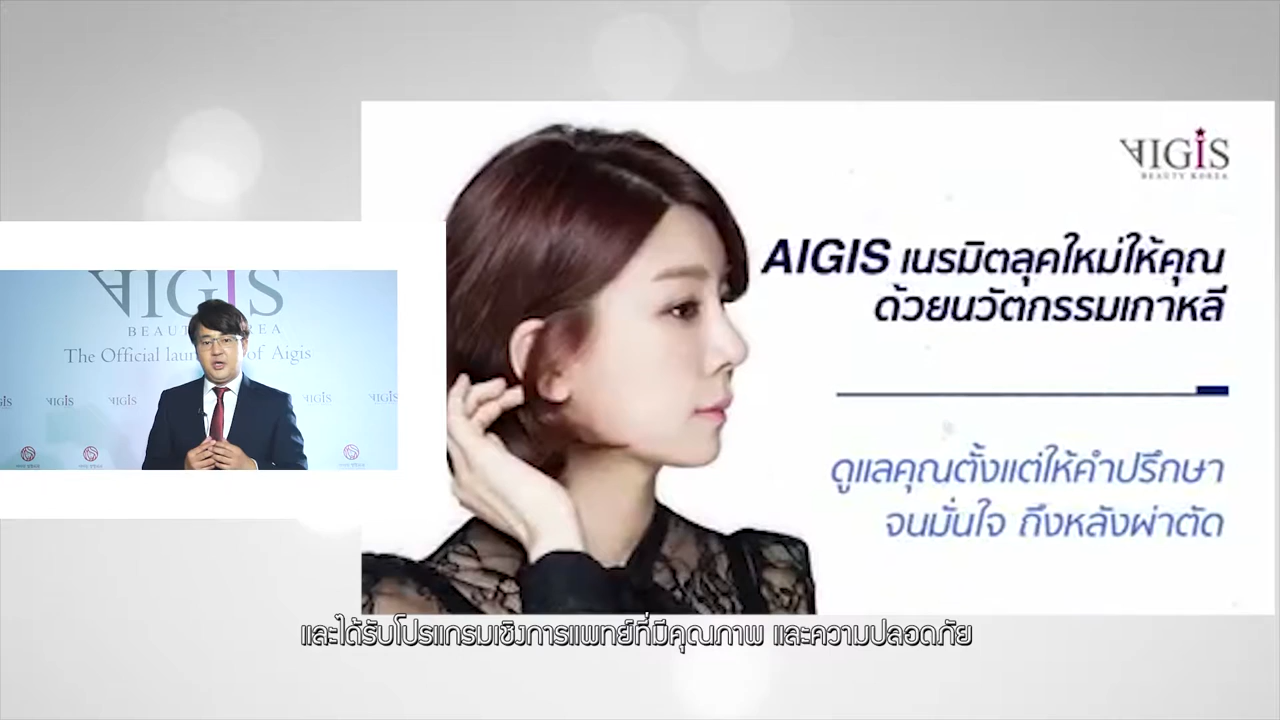 AIGIS
BEAUTY KOREA
AIGIS เนรมิตลุคใหม่ให้คุณ
ด้วยนวัตกรรมเกาหลี
ดูแลคุณตั้งแต่ให้คำปรึกษา
จนมั่นใจ ถึงหลังผ่าตัด
AIGIS
BEAUTY KOREA
The Official of Aigis
AIGIS AIGIS AIGIS
และได้รับโปรแกรมเชิงการแพทย์ที่มีคุณภาพ และความปลอดภัย